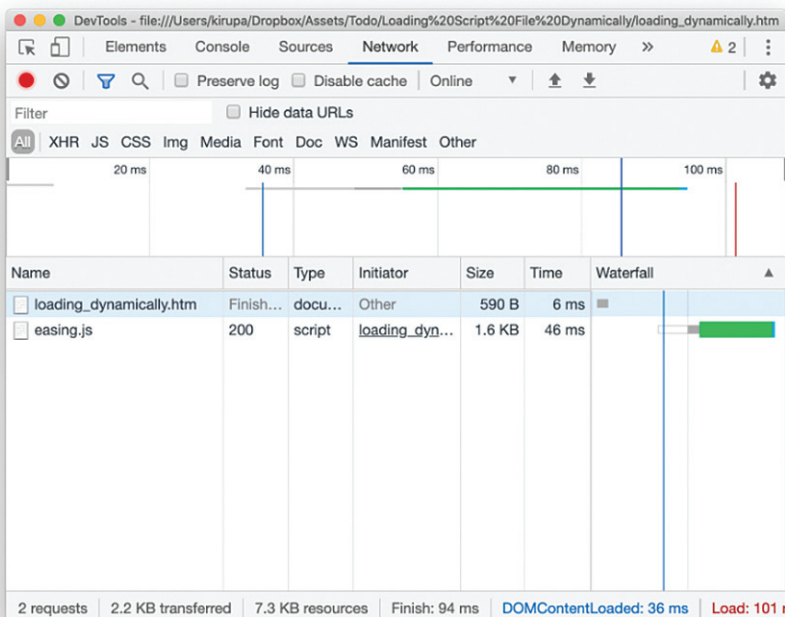 DevTools - file:///Users/kirupa/Dropbox/Assets/Todo/Loading%20Script%20File%20Dynamically/loading_dynamically.htm
Elements Console Sources Network Performance Memory » 2
Preserve log Disable cache Online
Filter Hide data URLs
All XHR JS CSS Img Media Font Doc WS Manifest Other
20 ms 40 ms 60 ms 80 ms 100 ms
Name Status Type Initiator Size Time Waterfall
loading_dynamically.htm Finish... docu... Other 590 B 6 ms
easing.js 200 script loading_dyn... 1.6 KB 46 ms
2 requests 2.2 KB transferred 7.3 KB resources Finish: 94 ms DOMContentLoaded: 36 ms Load: 101